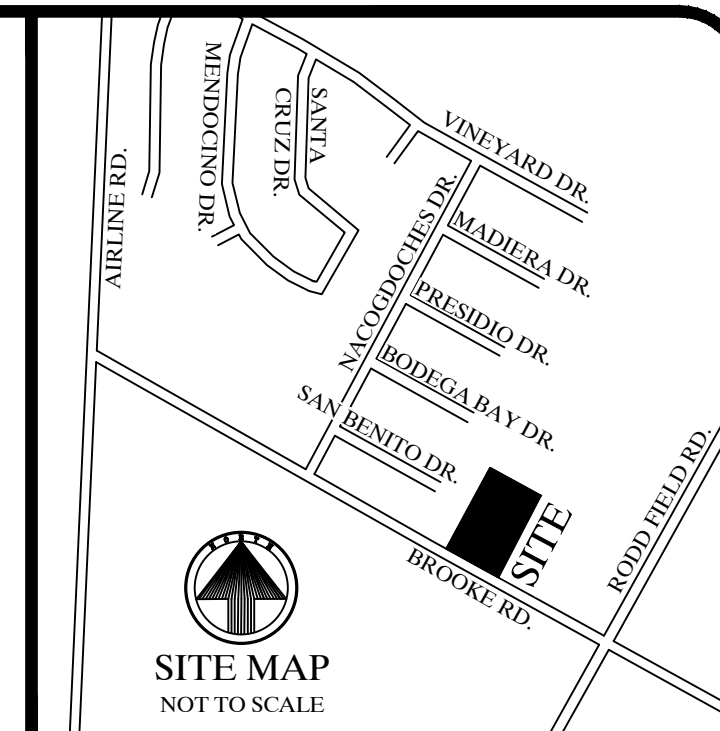 MENDOCINO DR.
SANTA
CRUZ DR.
VINEYARD DR.
AIRLINE RD.
NACOGDOCHES DR.
MADIERA DR.
PRESIDIO DR.
BODEGA BAY DR.
SAN BENITO DR.
RODD FIELD RD.
SITE
BROOKE RD.
NORTH
SITE MAP
NOT TO SCALE